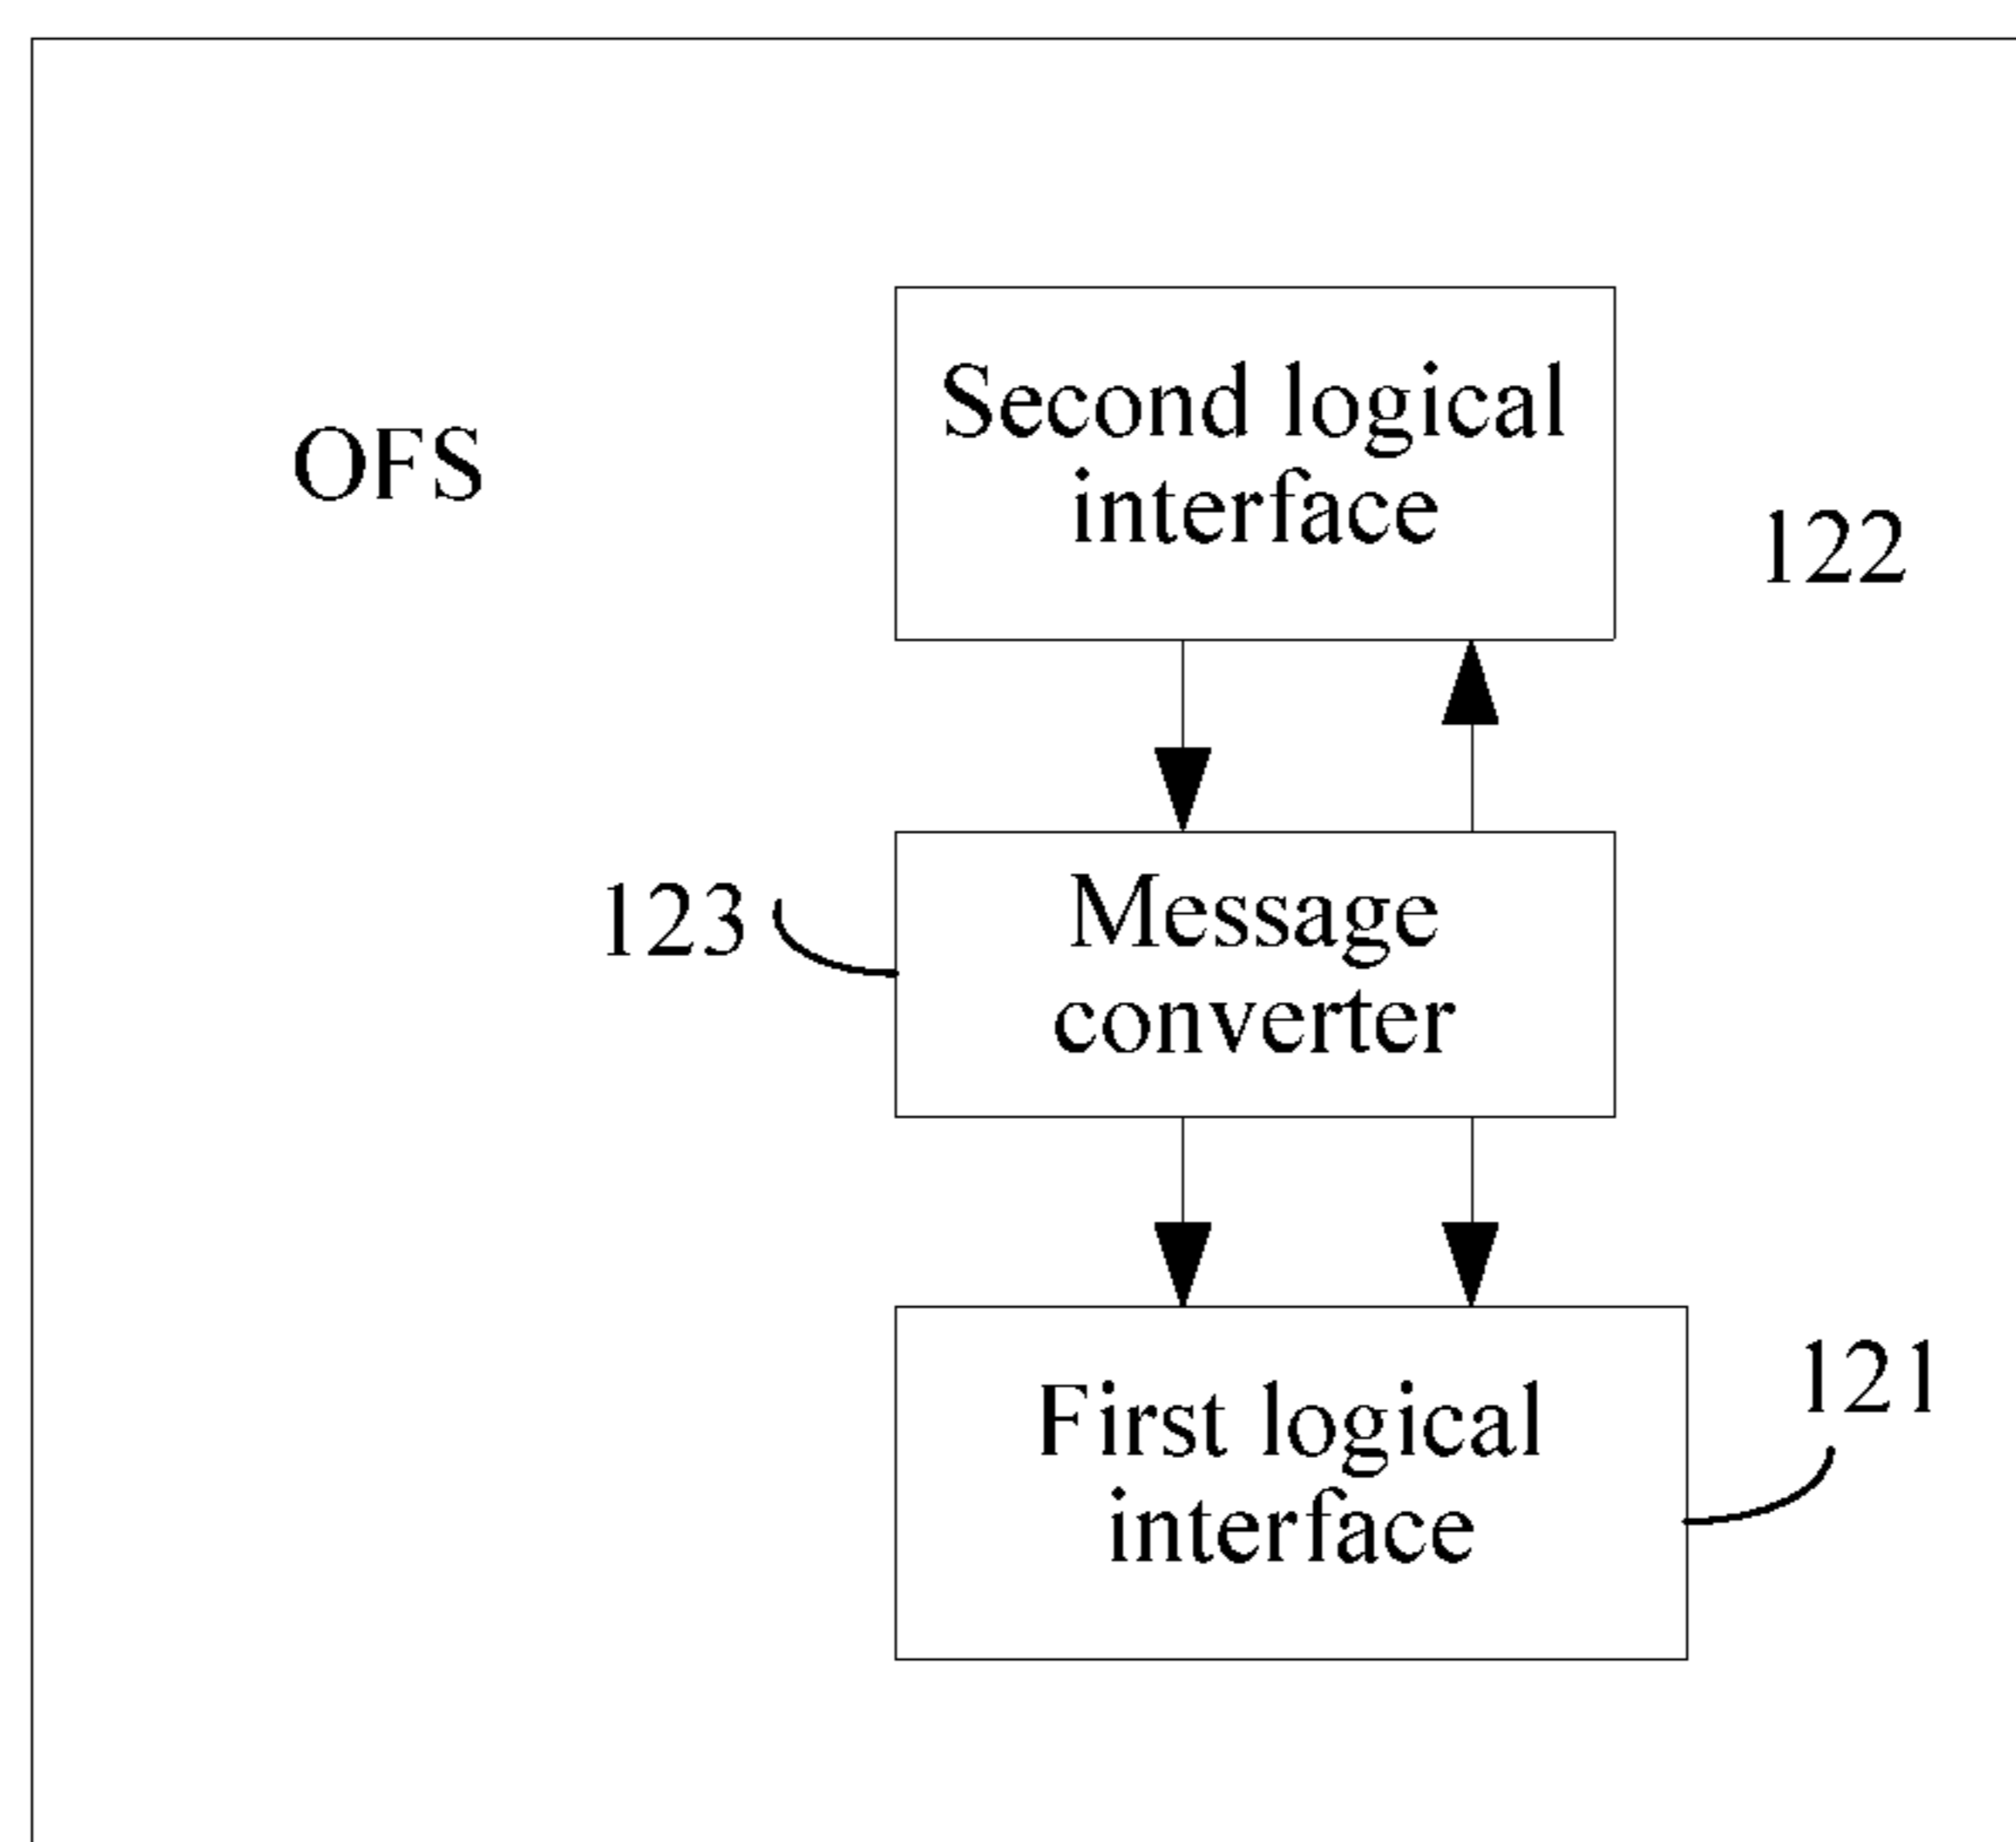 Second logical
interface
OFS
122
Message
converter
123
First logical
interface
121